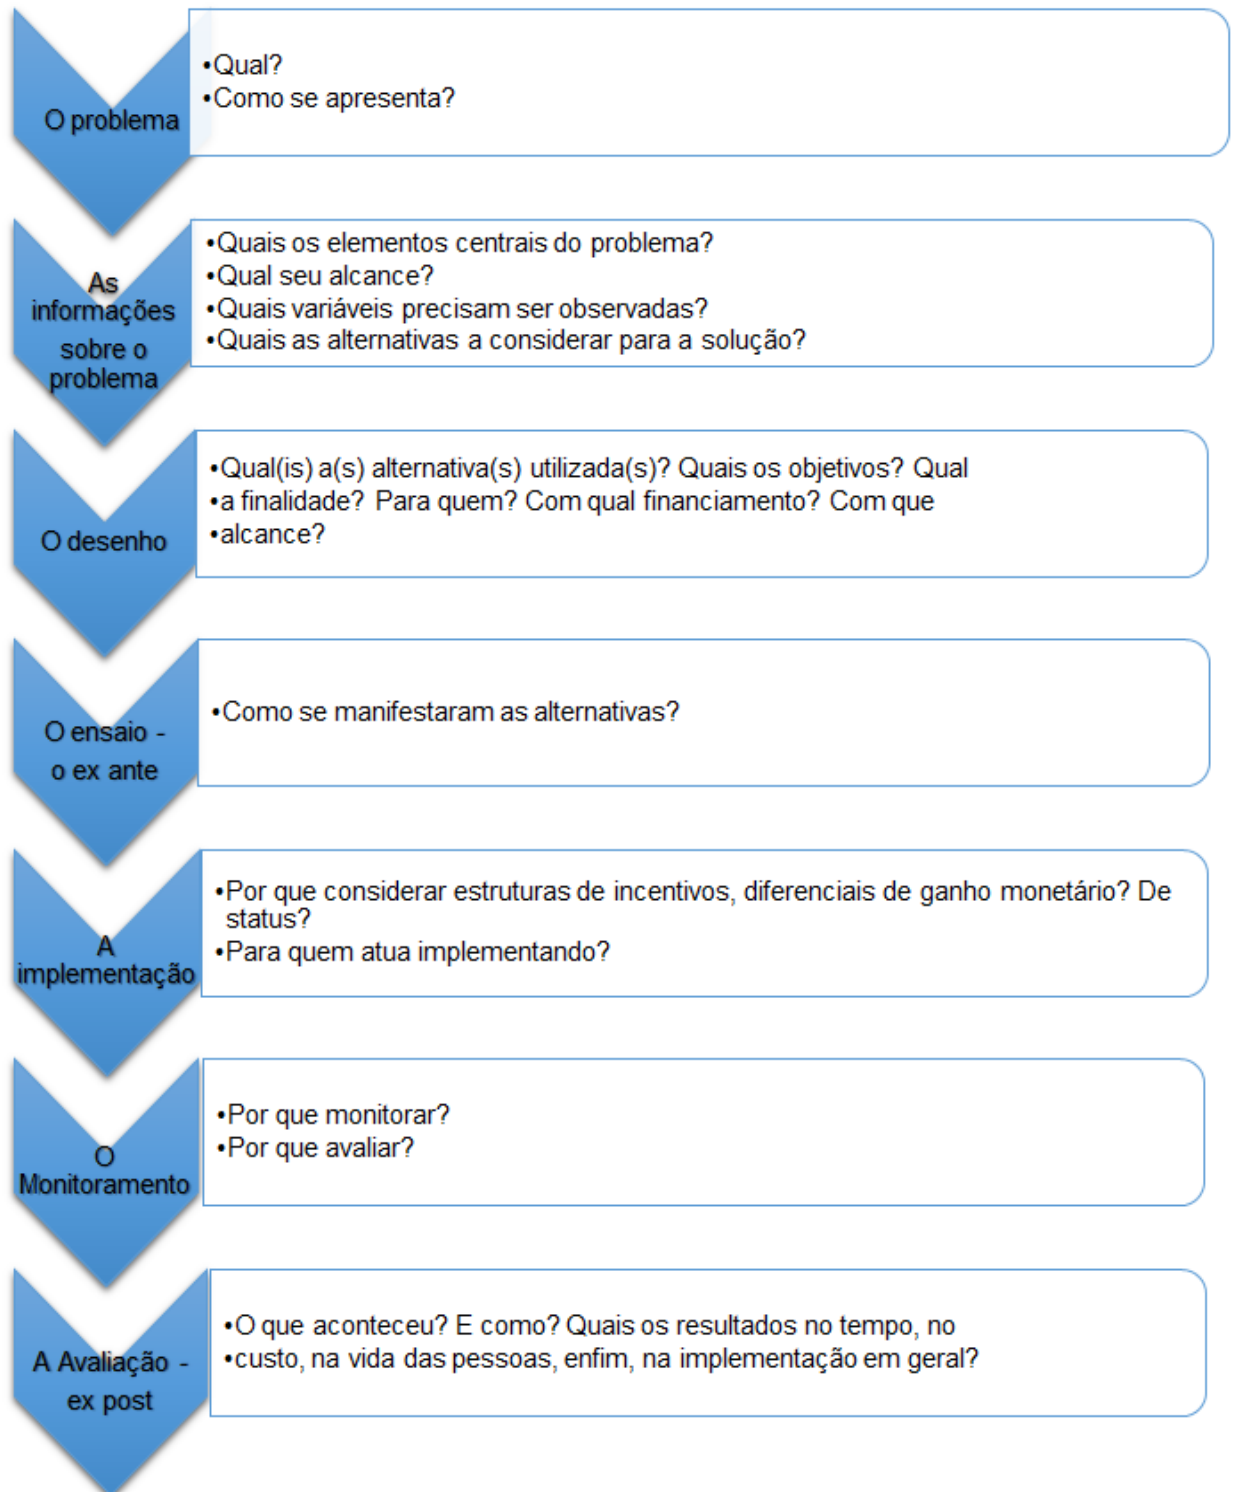 O problema
•Qual?
•Como se apresenta?
As
informações
sobre o
problema
•Quais os elementos centrais do problema?
•Qual seu alcance?
•Quais variáveis precisam ser observadas?
•Quais as alternativas a considerar para a solução?
O desenho
•Qual(is) a(s) alternativa(s) utilizada(s)? Quais os objetivos? Qual
•a finalidade? Para quem? Com qual financiamento? Com que
•alcance?
O ensaio -
o ex ante
•Como se manifestaram as alternativas?
A
implementação
•Por que considerar estruturas de incentivos, diferenciais de ganho monetário? De
status?
•Para quem atua implementando?
O
Monitoramento
•Por que monitorar?
•Por que avaliar?
A Avaliação -
ex post
•O que aconteceu? E como? Quais os resultados no tempo, no
•custo, na vida das pessoas, enfim, na implementação em geral?